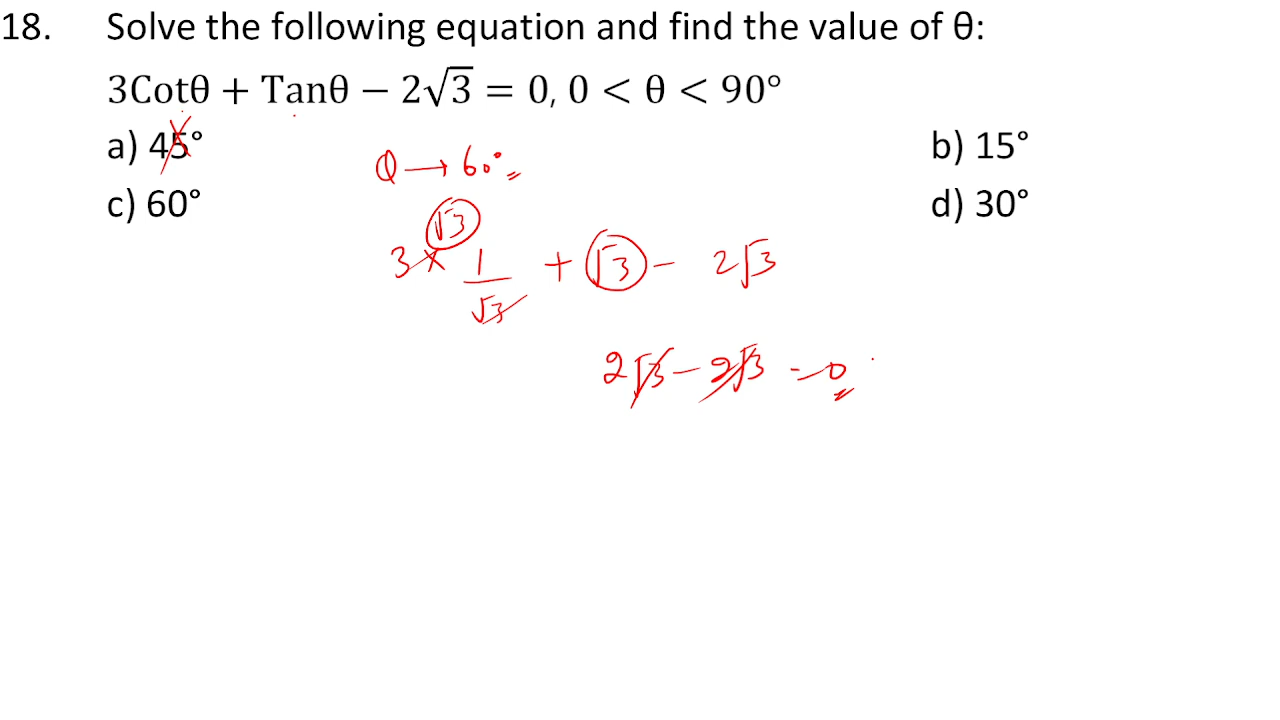 18. Solve the following equation and find the value of θ:
3Cotθ + Tanθ − 2√3 = 0, 0 < θ < 90°
a) 45° b) 15°
θ → 60°
c) 60° d) 30°
√3
3 × 1/√3 + √3 − 2√3
2√3 − 2√3 = 0